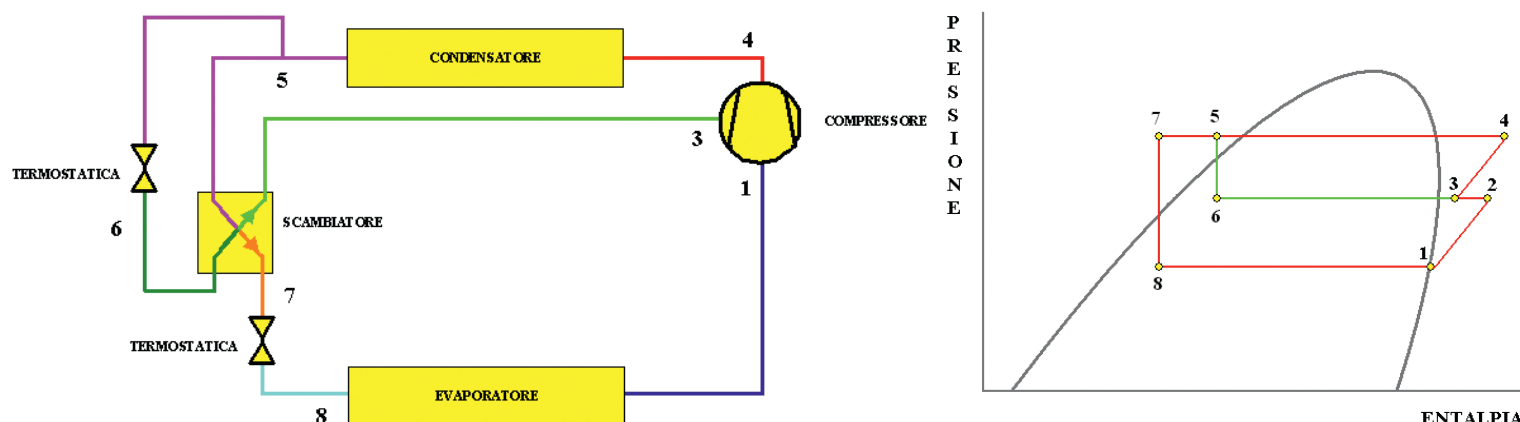 CONDENSATORE
4
5
COMPRESSORE
3
TERMOSTATICA
1
SCAMBIATORE
6
7
TERMOSTATICA
EVAPORATORE
8
PRESSIONE
7
5
4
3
2
6
1
8
ENTALPIA